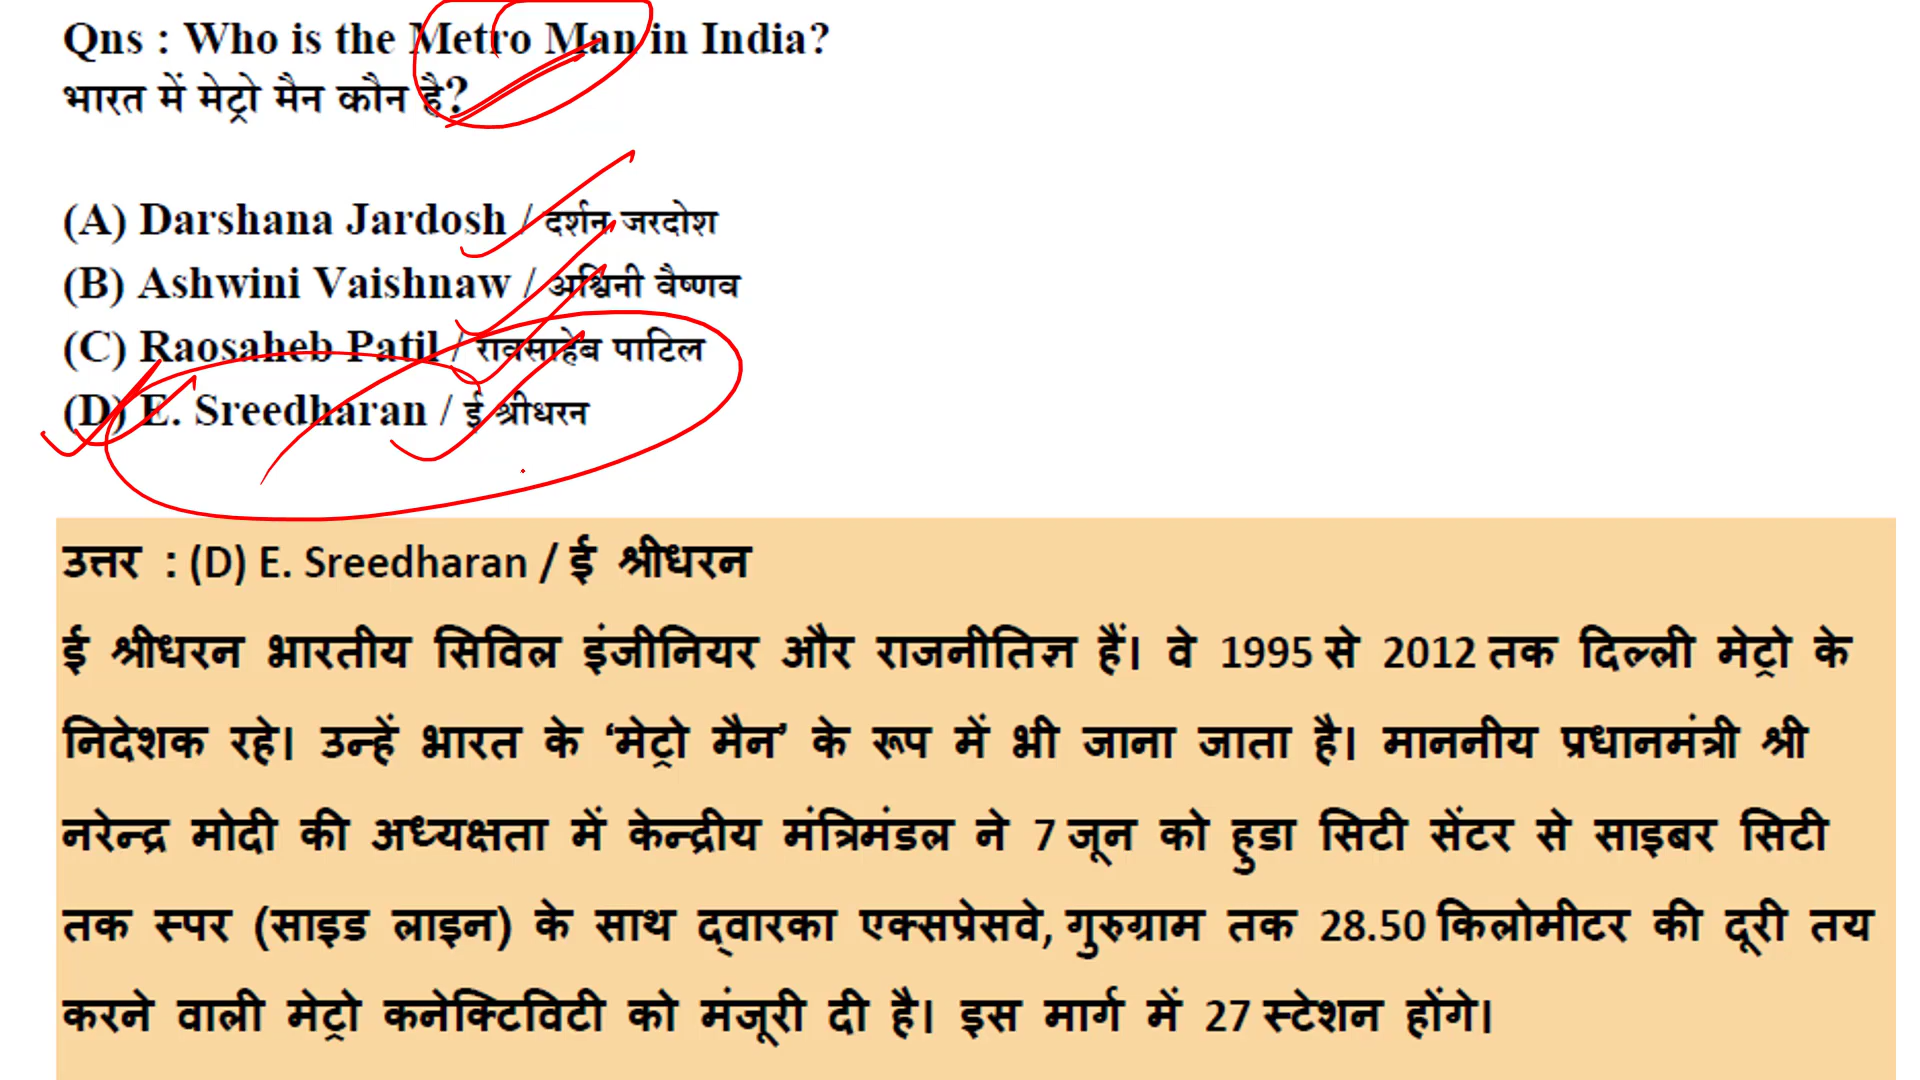 Qns : Who is the Metro Man in India?
भारत में मेट्रो मैन कौन है?
(A) Darshana Jardosh / दर्शन जरदोश
(B) Ashwini Vaishnaw / अश्विनी वैष्णव
(C) Raosaheb Patil / रावसाहेब पाटिल
(D) E. Sreedharan / ई श्रीधरन
उत्तर : (D) E. Sreedharan / ई श्रीधरन
ई श्रीधरन भारतीय सिविल इंजीनियर और राजनीतिज्ञ हैं। वे 1995 से 2012 तक दिल्ली मेट्रो के
निदेशक रहे। उन्हें भारत के ‘मेट्रो मैन’ के रूप में भी जाना जाता है। माननीय प्रधानमंत्री श्री
नरेन्द्र मोदी की अध्यक्षता में केन्द्रीय मंत्रिमंडल ने 7 जून को हुडा सिटी सेंटर से साइबर सिटी
तक स्पर (साइड लाइन) के साथ द्वारका एक्सप्रेसवे, गुरुग्राम तक 28.50 किलोमीटर की दूरी तय
करने वाली मेट्रो कनेक्टिविटी को मंजूरी दी है। इस मार्ग में 27 स्टेशन होंगे।